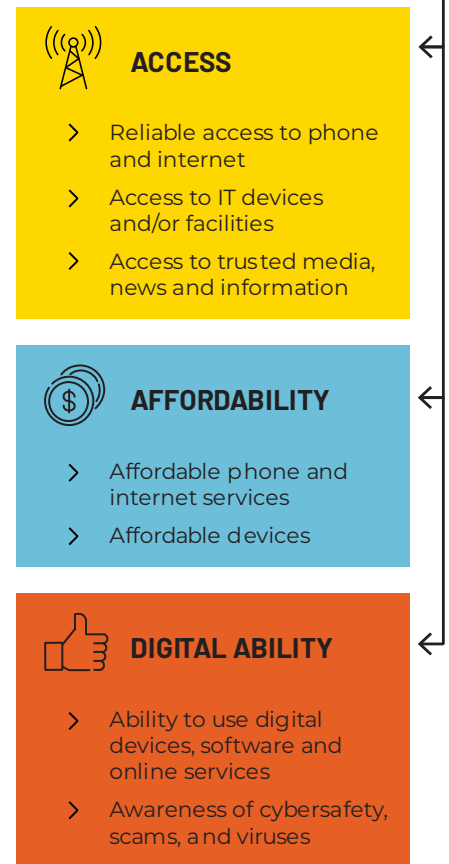 ACCESS
Reliable access to phone
and internet
Access to IT devices
and/or facilities
Access to trusted media,
news and information
$
AFFORDABILITY
Affordable phone and
internet services
Affordable devices
DIGITAL ABILITY
Ability to use digital
devices, software and
online services
Awareness of cybersafety,
scams, and viruses